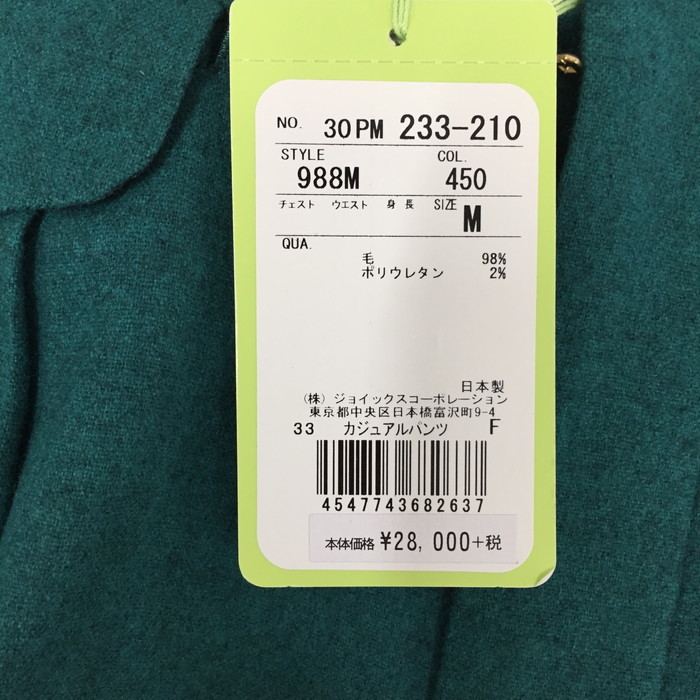 NO. 30PM 233-210
STYLE COL.
988M 450
チェスト ウエスト 身長 SIZE M
QUA.
毛 98%
ポリウレタン 2%
日本製
(株) ジョイックスコーポレーション
東京都中央区日本橋富沢町9-4
33 カジュアルパンツ F
4547743682637
本体価格 ¥28,000+税